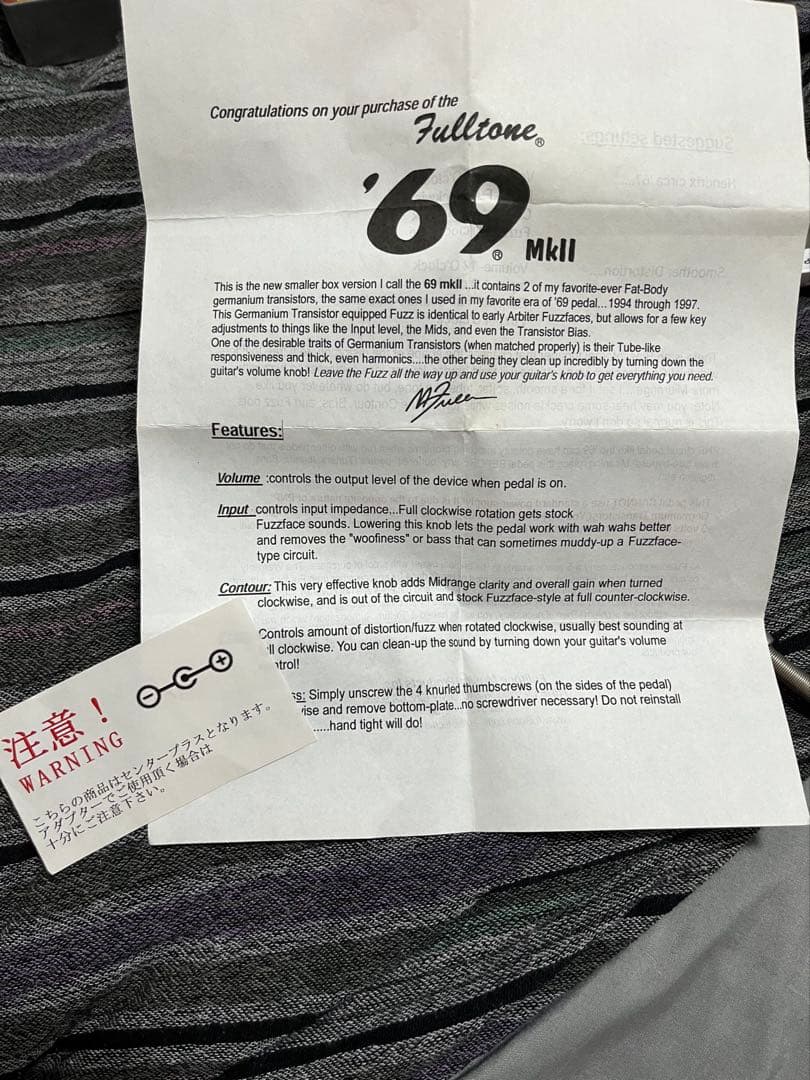 Congratulations on your purchase of the
Fulltone®
'69® MkII
This is the new smaller box version I call the 69 mkII ...it contains 2 of my favorite-ever Fat-Body
germanium transistors, the same exact ones I used in my favorite era of '69 pedal...1994 through 1997.
This Germanium Transistor equipped Fuzz is identical to early Arbiter Fuzzfaces, but allows for a few key
adjustments to things like the Input level, the Mids, and even the Transistor Bias.
One of the desirable traits of Germanium Transistors (when matched properly) is their Tube-like
responsiveness and thick, even harmonics....the other being they clean up incredibly by turning down the
guitar's volume knob! Leave the Fuzz all the way up and use your guitar's knob to get everything you need.
Features:
Volume :controls the output level of the device when pedal is on.
Input controls input impedance...Full clockwise rotation gets stock
Fuzzface sounds. Lowering this knob lets the pedal work with wah wahs better
and removes the "woofiness" or bass that can sometimes muddy-up a Fuzzface-
type circuit.
Contour: This very effective knob adds Midrange clarity and overall gain when turned
clockwise, and is out of the circuit and stock Fuzzface-style at full counter-clockwise.
Controls amount of distortion/fuzz when rotated clockwise, usually best sounding at
ll clockwise. You can clean-up the sound by turning down your guitar's volume
ntrol!
ss: Simply unscrew the 4 knurled thumbscrews (on the sides of the pedal)
ise and remove bottom-plate...no screwdriver necessary! Do not reinstall
.....hand tight will do!
注意！
WARNING
こちらの商品はセンタープラスとなります。
アダプターでご使用頂く場合は
十分にご注意下さい。